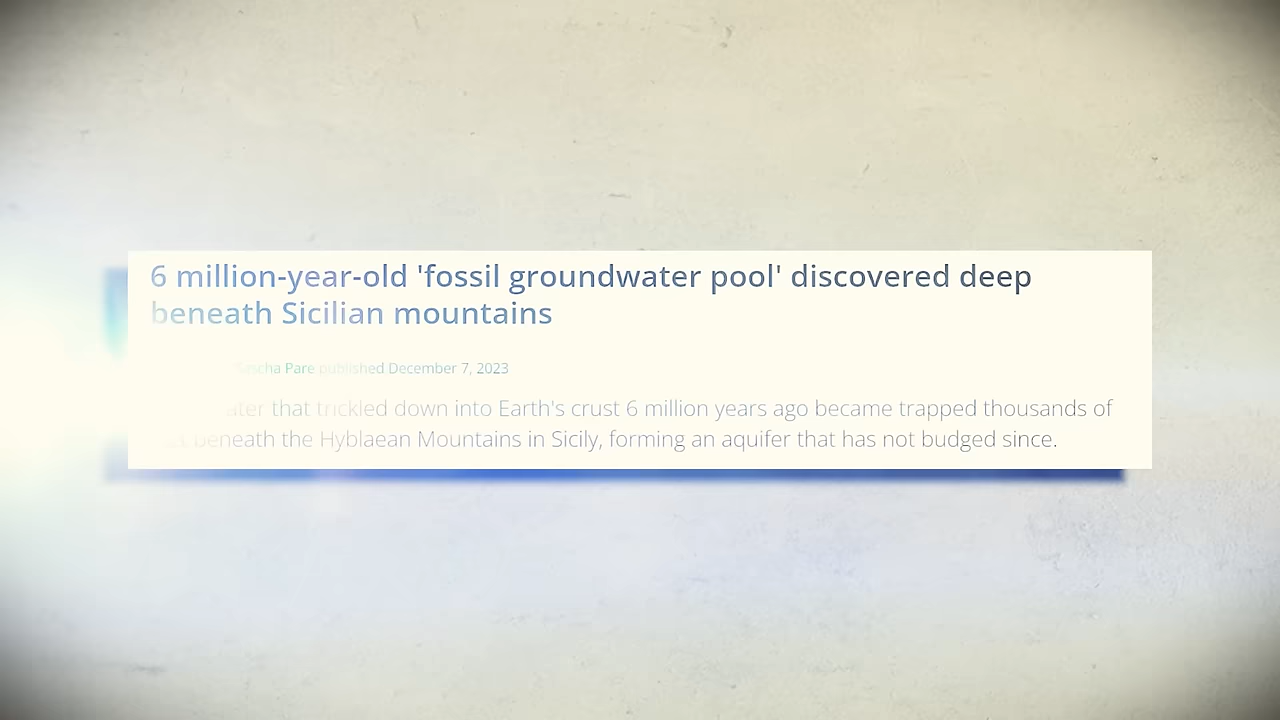 6 million-year-old 'fossil groundwater pool' discovered deep
beneath Sicilian mountains
Sascha Pare published December 7, 2023
that trickled down into Earth's crust 6 million years ago became trapped thousands of
beneath the Hyblaean Mountains in Sicily, forming an aquifer that has not budged since.